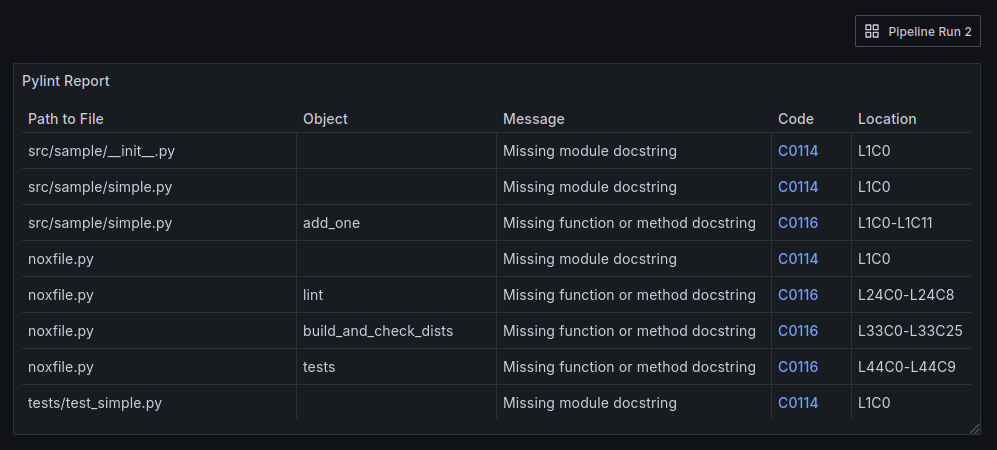 Pipeline Run 2
Pylint Report
Path to File Object Message Code Location
src/sample/__init__.py Missing module docstring C0114 L1C0
src/sample/simple.py Missing module docstring C0114 L1C0
src/sample/simple.py add_one Missing function or method docstring C0116 L1C0-L1C11
noxfile.py Missing module docstring C0114 L1C0
noxfile.py lint Missing function or method docstring C0116 L24C0-L24C8
noxfile.py build_and_check_dists Missing function or method docstring C0116 L33C0-L33C25
noxfile.py tests Missing function or method docstring C0116 L44C0-L44C9
tests/test_simple.py Missing module docstring C0114 L1C0